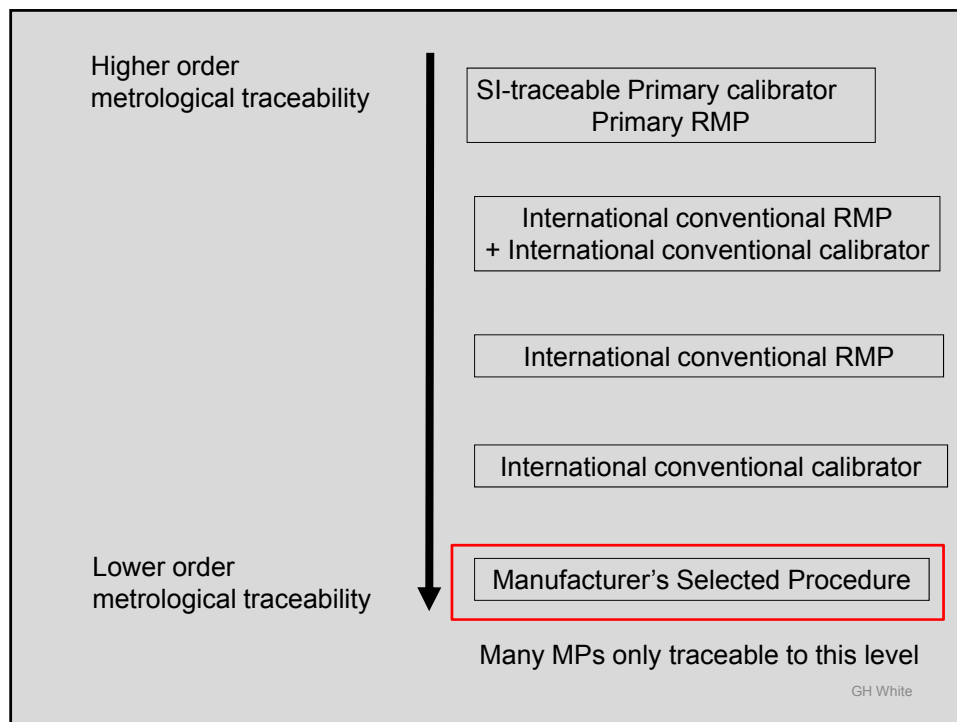 Higher order
metrological traceability
SI-traceable Primary calibrator
Primary RMP
International conventional RMP
+ International conventional calibrator
International conventional RMP
International conventional calibrator
Lower order
metrological traceability
Manufacturer’s Selected Procedure
Many MPs only traceable to this level
GH White